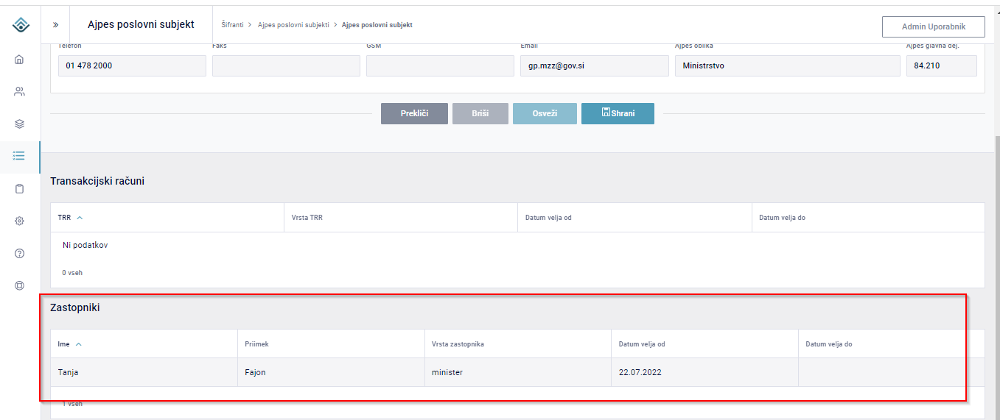 Ajpes poslovni subjekt
Šifranti > Ajpes poslovni subjekti > Ajpes poslovni subjekt
Admin Uporabnik
Telefon Faks GSM Email Ajpes oblika Ajpes glavna dej.
01 478 2000 gp.mzz@gov.si Ministrstvo 84.210
Prekliči Briši Osveži Shrani
Transakcijski računi
TRR Vrsta TRR Datum velja od Datum velja do
Ni podatkov
0 vseh
Zastopniki
Ime Priimek Vrsta zastopnika Datum velja od Datum velja do
Tanja Fajon minister 22.07.2022
1 vseh